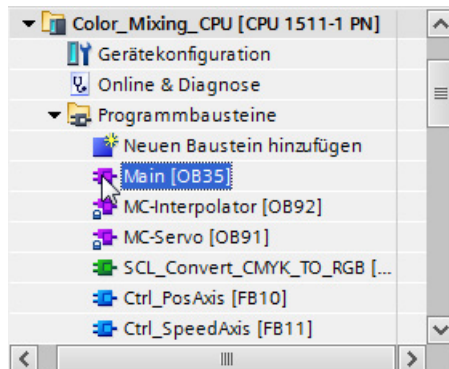 Color_Mixing_CPU [CPU 1511-1 PN]
Gerätekonfiguration
Online & Diagnose
Programmbausteine
Neuen Baustein hinzufügen
Main [OB35]
MC-Interpolator [OB92]
MC-Servo [OB91]
SCL_Convert_CMYK_TO_RGB [...
Ctrl_PosAxis [FB10]
Ctrl_SpeedAxis [FB11]